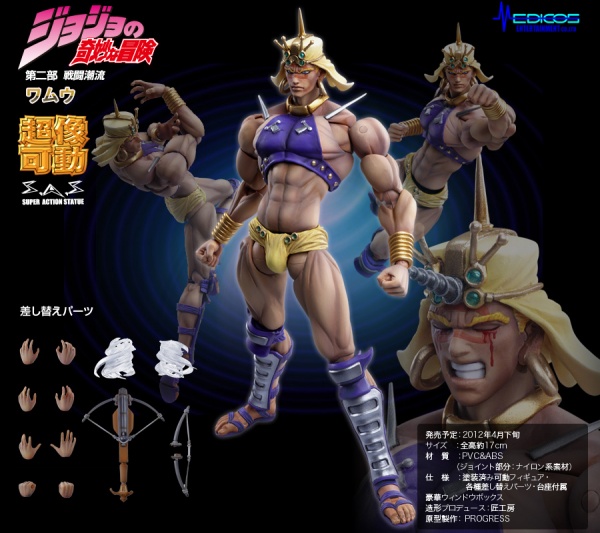 ジョジョの
奇妙な冒険
第二部 戦闘潮流
ワムウ
超像
可動
S.A.S
SUPER ACTION STATUE
MEDICOS
ENTERTAINMENT
差し替えパーツ
発売予定：2012年4月下旬
サイズ ：全高約17cm
材 質 ：PVC&ABS
（ジョイント部分：ナイロン系素材）
仕 様 ：塗装済み可動フィギュア・
各種差し替えパーツ・台座付属
豪華ウィンドウボックス
造形プロデュース：匠工房
原型製作： PROGRESS